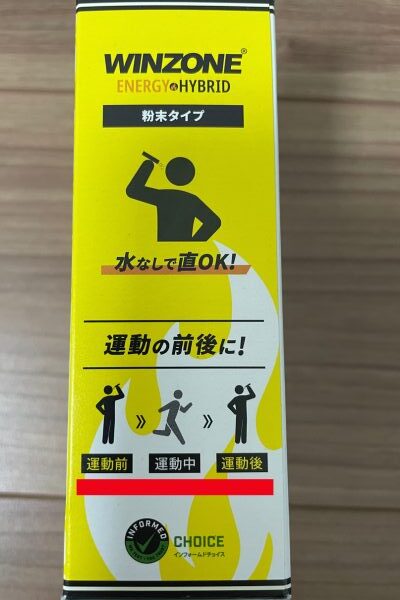 WINZONE®
ENERGY & HYBRID
粉末タイプ
水なしで直OK!
運動の前後に!
運動前 運動中 運動後
INFORMED
CHOICE
インフォームドチョイス